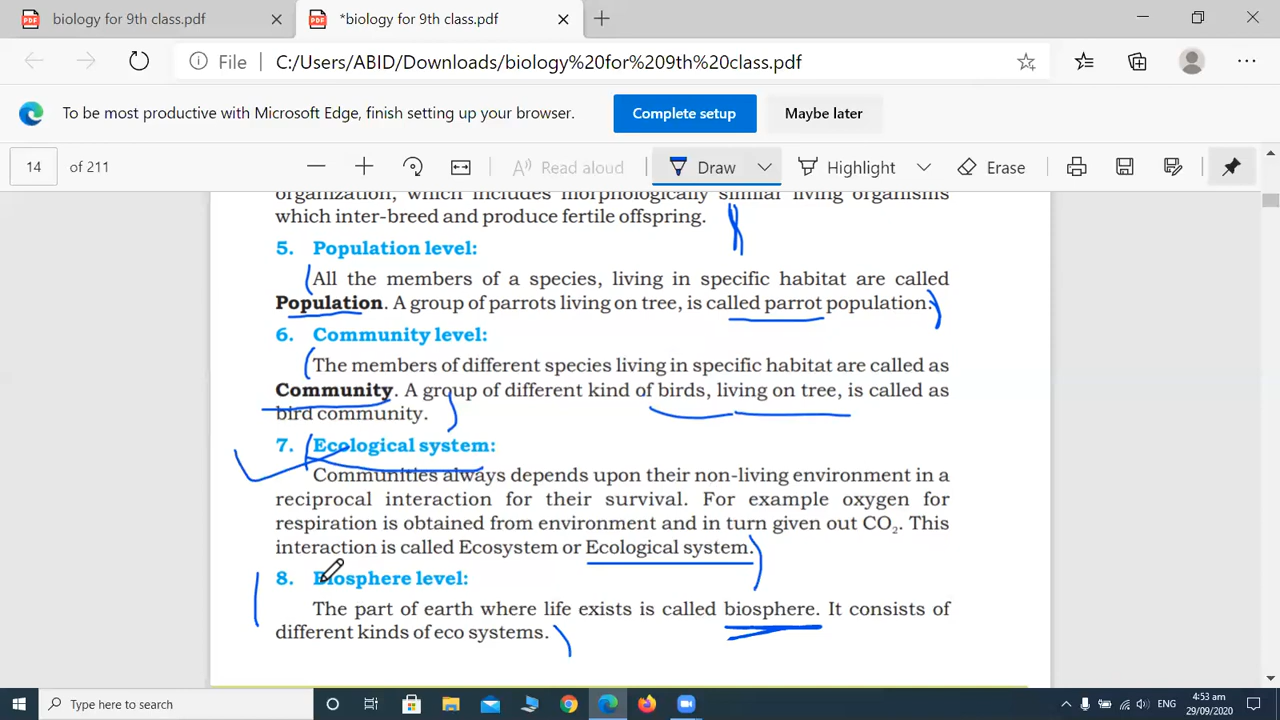 biology for 9th class.pdf
*biology for 9th class.pdf
File C:/Users/ABID/Downloads/biology%20for%209th%20class.pdf
To be most productive with Microsoft Edge, finish setting up your browser. Complete setup Maybe later
14 of 211 Read aloud Draw Highlight Erase
organization, which includes morphologically similar living organisms
which inter-breed and produce fertile offspring.
5. Population level:
All the members of a species, living in specific habitat are called
Population. A group of parrots living on tree, is called parrot population.
6. Community level:
The members of different species living in specific habitat are called as
Community. A group of different kind of birds, living on tree, is called as
bird community.
7. Ecological system:
Communities always depends upon their non-living environment in a
reciprocal interaction for their survival. For example oxygen for
respiration is obtained from environment and in turn given out CO₂. This
interaction is called Ecosystem or Ecological system.
8. Biosphere level:
The part of earth where life exists is called biosphere. It consists of
different kinds of eco systems.
Type here to search
ENG
4:53 am
29/09/2020